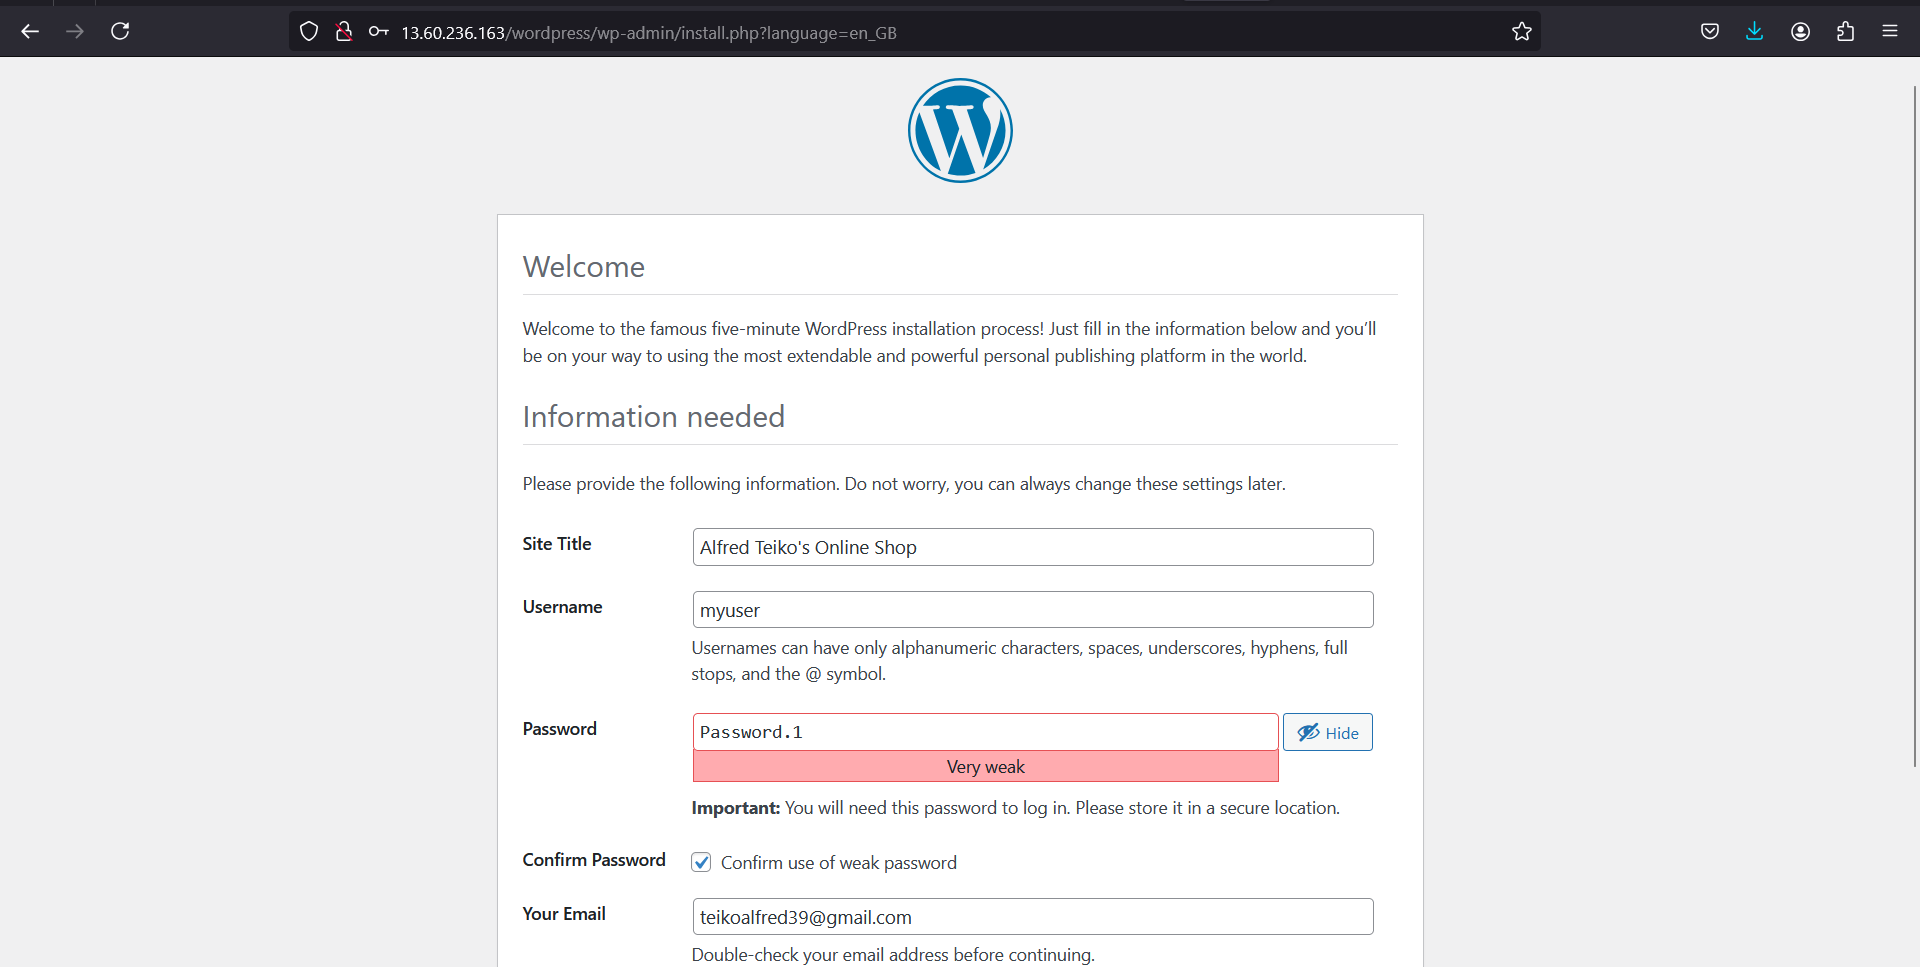 13.60.236.163/wordpress/wp-admin/install.php?language=en_GB
Welcome
Welcome to the famous five-minute WordPress installation process! Just fill in the information below and you’ll
be on your way to using the most extendable and powerful personal publishing platform in the world.
Information needed
Please provide the following information. Do not worry, you can always change these settings later.
Site Title
Alfred Teiko's Online Shop
Username
myuser
Usernames can have only alphanumeric characters, spaces, underscores, hyphens, full
stops, and the @ symbol.
Password
Password.1
Hide
Very weak
Important: You will need this password to log in. Please store it in a secure location.
Confirm Password
Confirm use of weak password
Your Email
teikoalfred39@gmail.com
Double-check your email address before continuing.